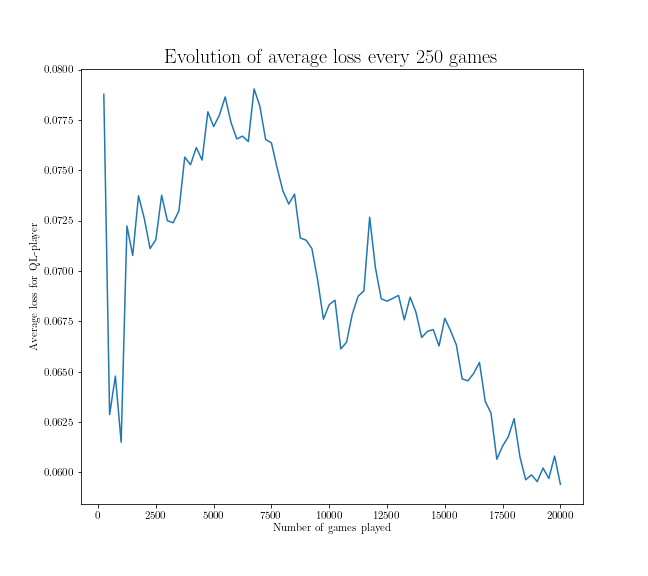 Evolution of average loss every 250 games
0.0800
0.0775
0.0750
0.0725
0.0700
0.0675
0.0650
0.0625
0.0600
Average loss for QL-player
0 2500 5000 7500 10000 12500 15000 17500 20000
Number of games played